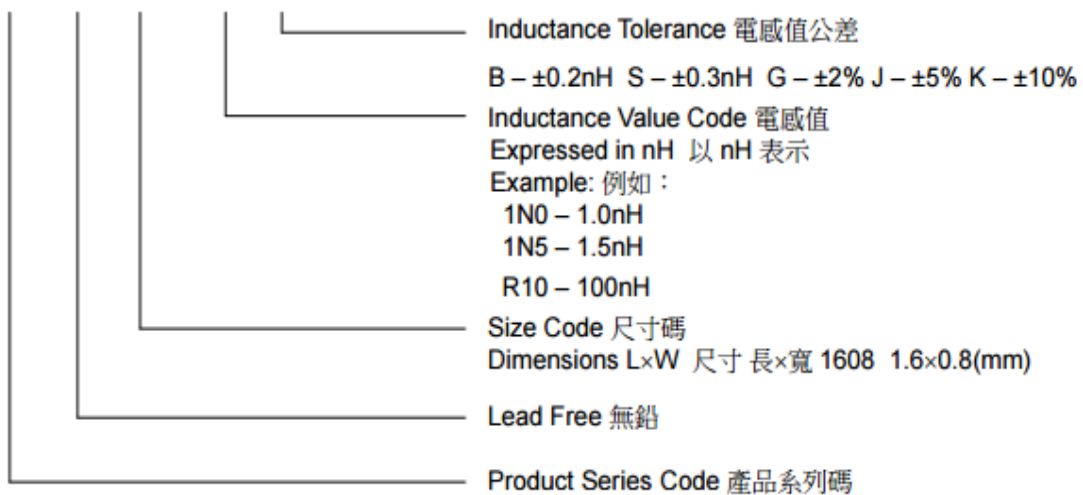 Inductance Tolerance 電感值公差
B – ±0.2nH S – ±0.3nH G – ±2% J – ±5% K – ±10%
Inductance Value Code 電感值
Expressed in nH 以 nH 表示
Example: 例如：
1N0 – 1.0nH
1N5 – 1.5nH
R10 – 100nH
Size Code 尺寸碼
Dimensions L×W 尺寸 長×寬 1608 1.6×0.8(mm)
Lead Free 無鉛
Product Series Code 產品系列碼